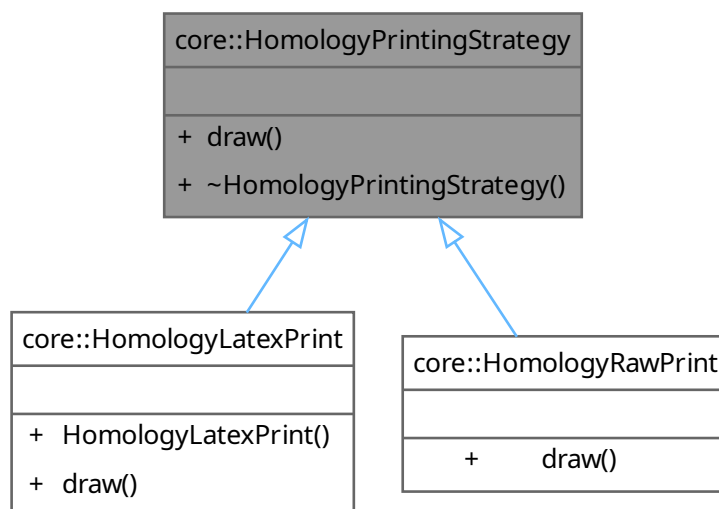 core::HomologyPrintingStrategy
+ draw()
+ ~HomologyPrintingStrategy()
core::HomologyLatexPrint
+ HomologyLatexPrint()
+ draw()
core::HomologyRawPrint
+ draw()